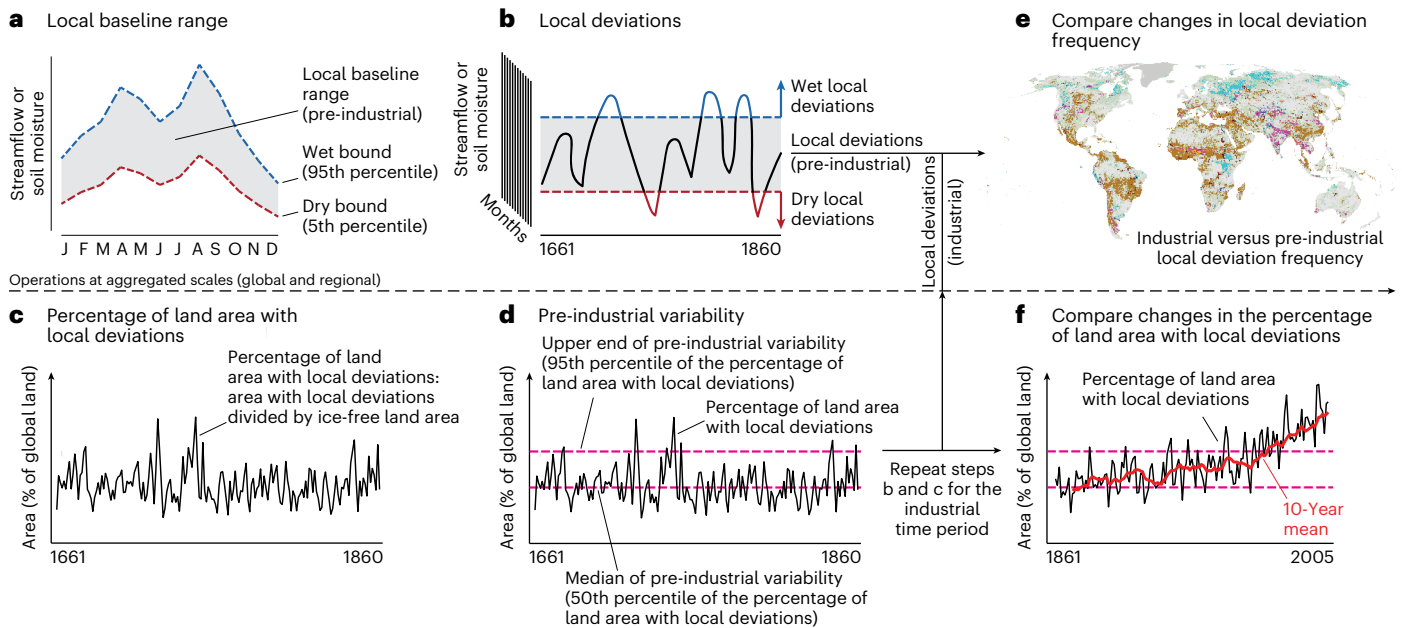 a Local baseline range
Streamflow or
soil moisture
Local baseline
range
(pre-industrial)
Wet bound
(95th percentile)
Dry bound
(5th percentile)
J F M A M J J A S O N D
b Local deviations
Streamflow or
soil moisture
Months
1661 1860
Wet local
deviations
Local deviations
(pre-industrial)
Dry local
deviations
Local deviations
(industrial)
e Compare changes in local deviation
frequency
Industrial versus pre-industrial
local deviation frequency
Operations at aggregated scales (global and regional)
c Percentage of land area with
local deviations
Percentage of land
area with local deviations:
area with local deviations
divided by ice-free land area
Area (% of global land)
1661 1860
d Pre-industrial variability
Upper end of pre-industrial variability
(95th percentile of the percentage of
land area with local deviations)
Percentage of land area
with local deviations
Area (% of global land)
1661 1860
Median of pre-industrial variability
(50th percentile of the percentage of
land area with local deviations)
Repeat steps
b and c for the
industrial
time period
f Compare changes in the percentage
of land area with local deviations
Percentage of land area
with local deviations
Area (% of global land)
10-Year
mean
1861 2005